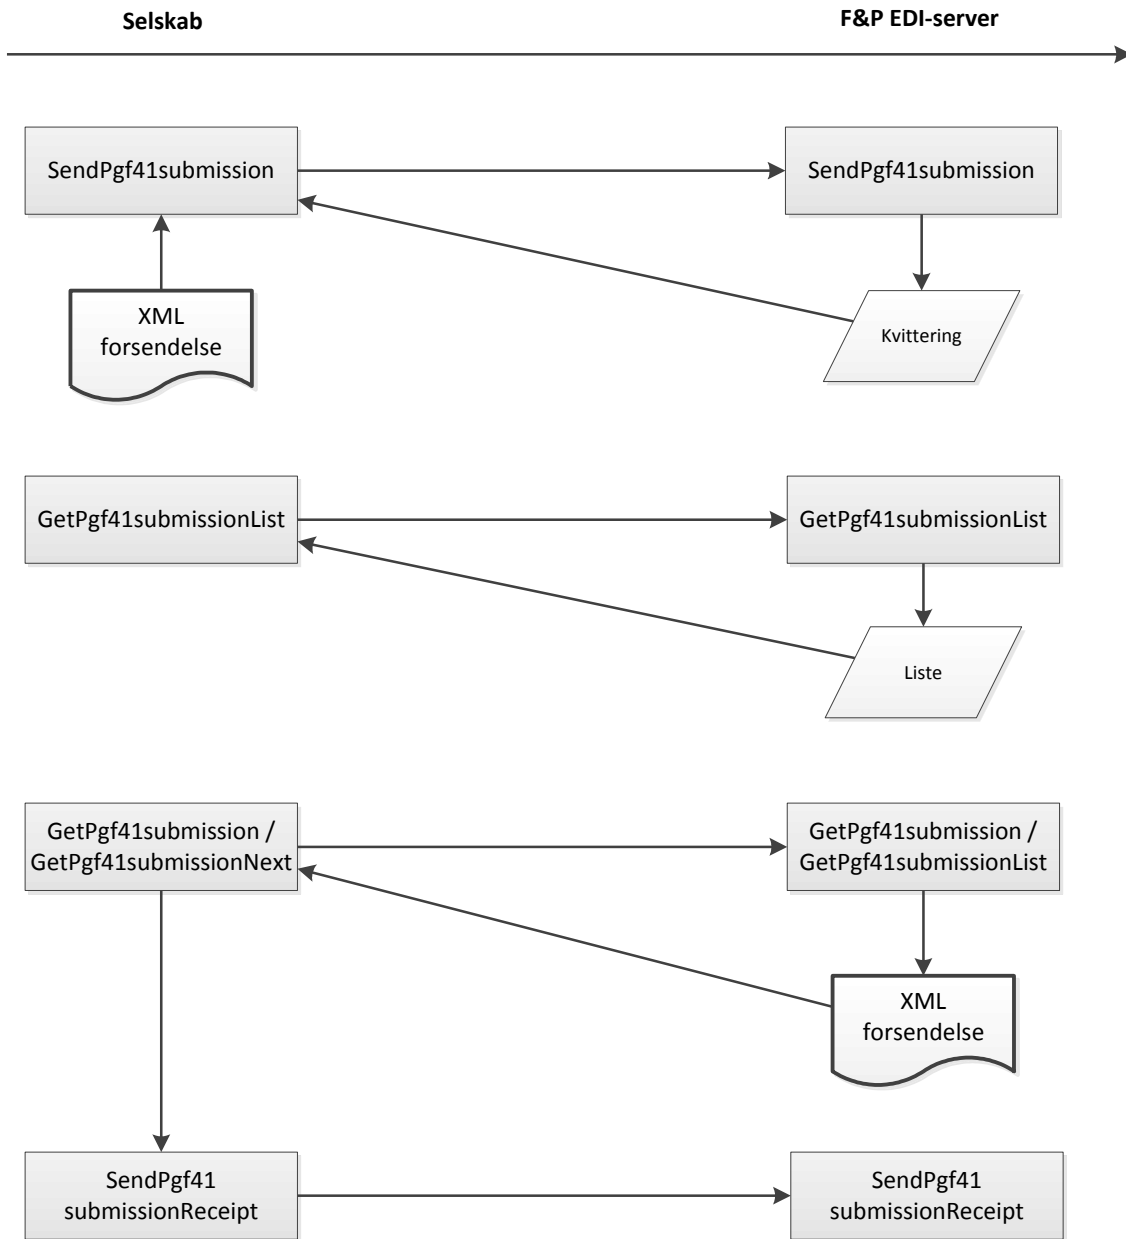 Selskab
F&P EDI-server
SendPgf41submission
SendPgf41submission
XML
forsendelse
Kvittering
GetPgf41submissionList
GetPgf41submissionList
Liste
GetPgf41submission /
GetPgf41submissionNext
GetPgf41submission /
GetPgf41submissionList
XML
forsendelse
SendPgf41
submissionReceipt
SendPgf41
submissionReceipt